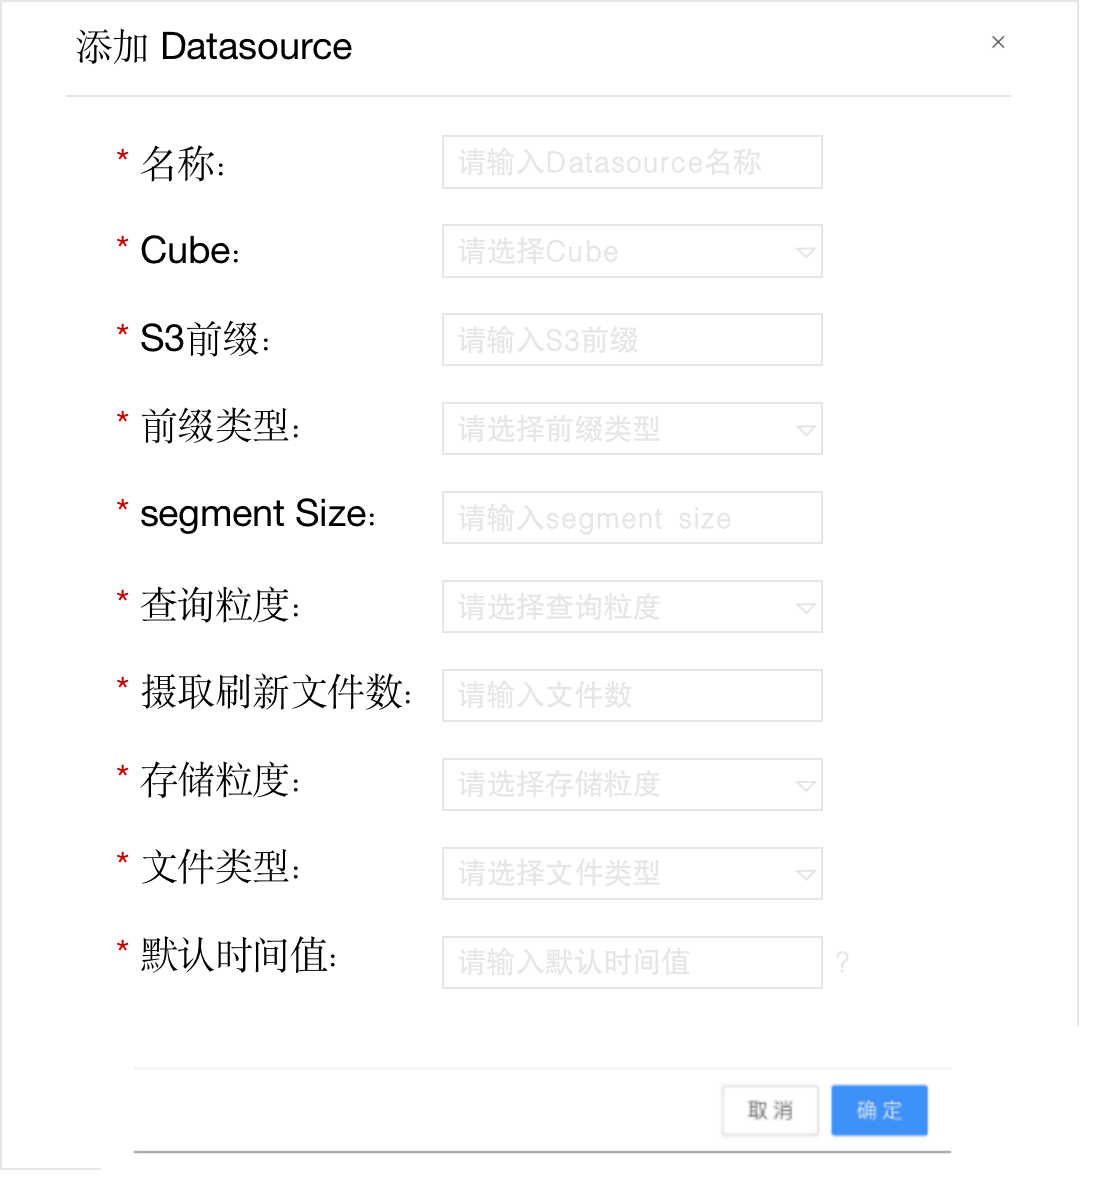 添加 Datasource ×
* 名称: 请输入Datasource名称
* Cube: 请选择Cube
* S3前缀: 请输入S3前缀
* 前缀类型: 请选择前缀类型
* segment Size: 请输入segment size
* 查询粒度: 请选择查询粒度
* 摄取刷新文件数: 请输入文件数
* 存储粒度: 请选择存储粒度
* 文件类型: 请选择文件类型
* 默认时间值: 请输入默认时间值 ?
取消 确定